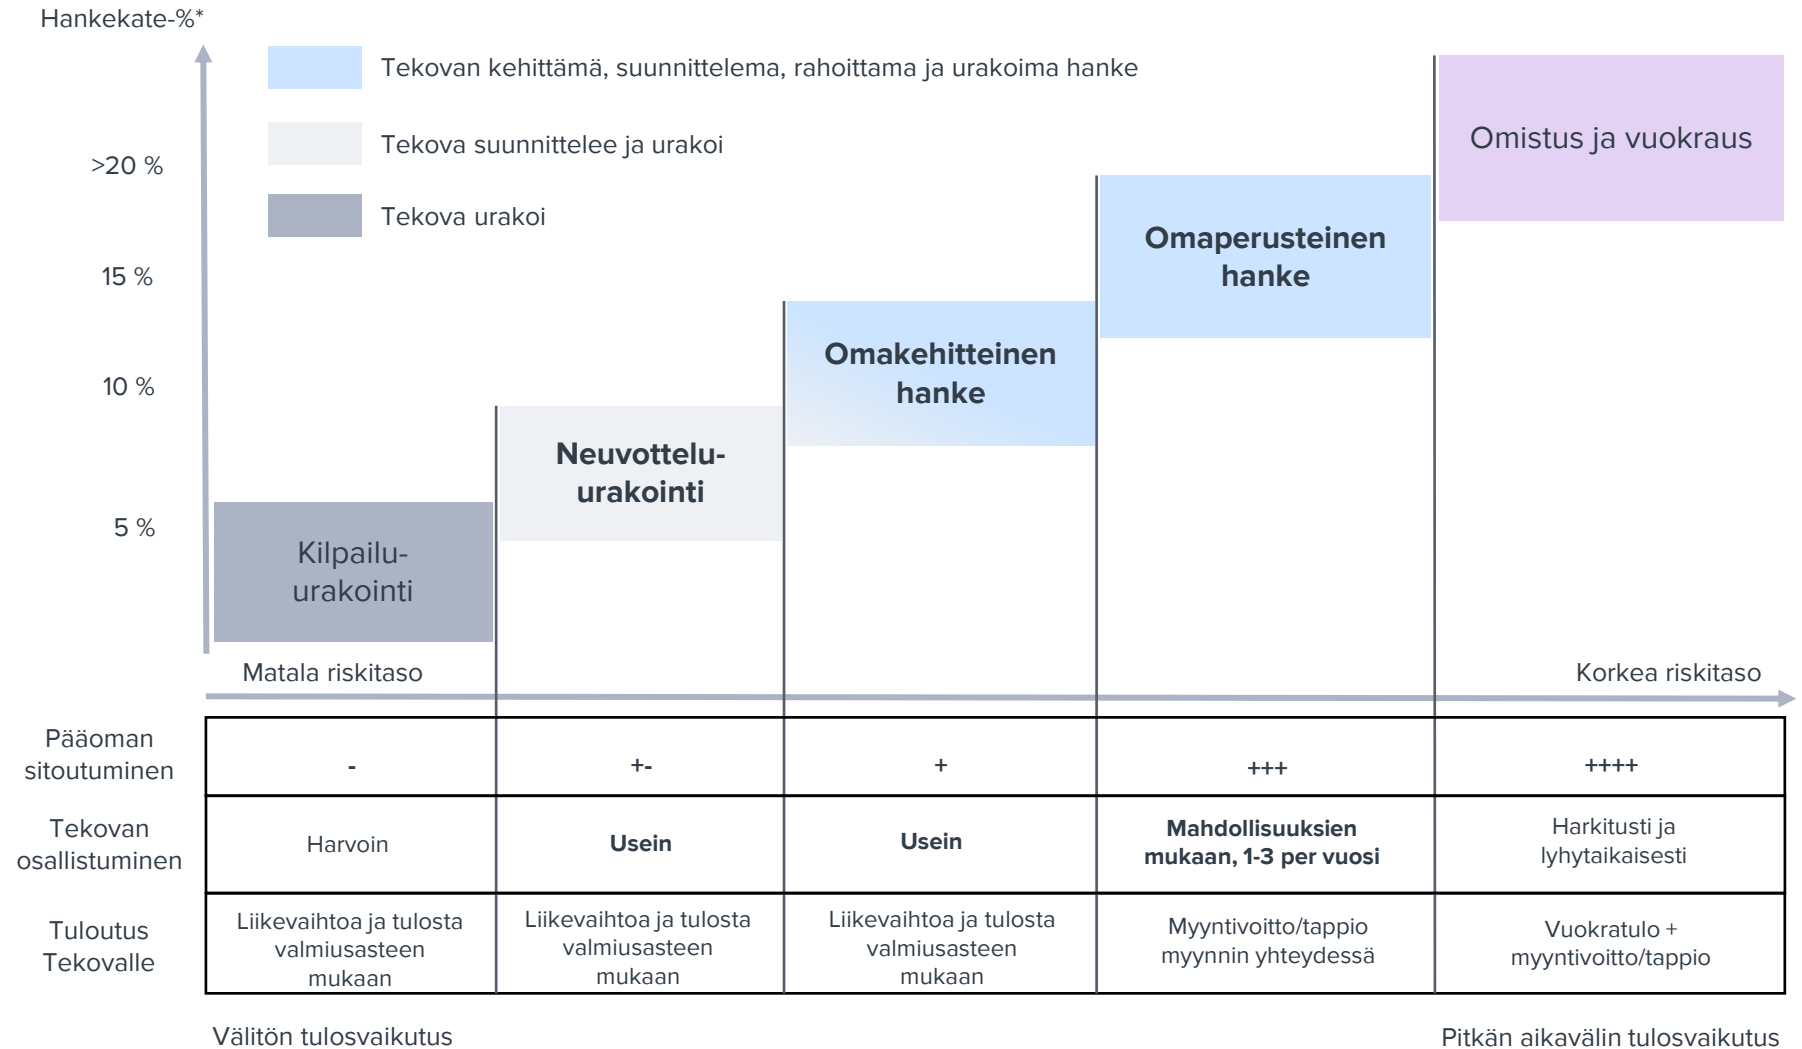 Hankekate-%*
Tekovan kehittämä, suunnittelema, rahoittama ja urakoima hanke
Tekova suunnittelee ja urakoi
Tekova urakoi
>20 %
15 %
10 %
5 %
Kilpailu-
urakointi
Neuvottelu-
urakointi
Omakehitteinen
hanke
Omaperusteinen
hanke
Omistus ja vuokraus
Matala riskitaso
Korkea riskitaso
Pääoman
sitoutuminen
-
+-
+
+++
++++
Tekovan
osallistuminen
Harvoin
Usein
Usein
Mahdollisuuksien
mukaan, 1-3 per vuosi
Harkitusti ja
lyhytaikaisesti
Tuloutus
Tekovalle
Liikevaihtoa ja tulosta
valmiusasteen
mukaan
Liikevaihtoa ja tulosta
valmiusasteen
mukaan
Liikevaihtoa ja tulosta
valmiusasteen
mukaan
Myyntivoitto/tappio
myynnin yhteydessä
Vuokratulo +
myyntivoitto/tappio
Välitön tulosvaikutus
Pitkän aikavälin tulosvaikutus